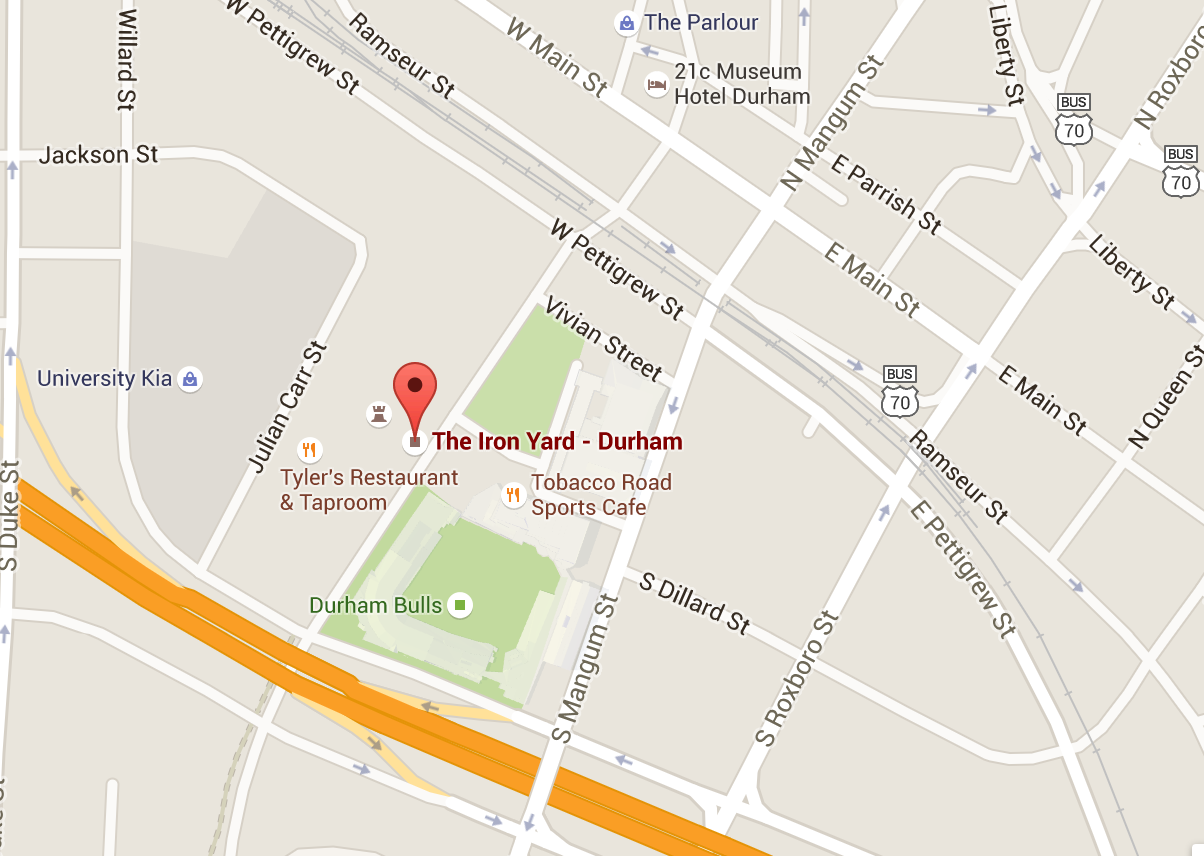 W Pettigrew St
Ramseur St
Willard St
W Main St
The Parlour
21c Museum
Hotel Durham
N Mangum St
Liberty St
BUS
70
N Roxboro
BUS
70
Jackson St
E Parrish St
W Pettigrew St
E Main St
Liberty St
Vivian Street
University Kia
Julian Carr St
BUS
70
E Main St
N Queen St
The Iron Yard - Durham
Tyler's Restaurant
& Taproom
Tobacco Road
Sports Cafe
Ramseur St
E Pettigrew St
S Duke St
Durham Bulls
S Dillard St
S Mangum St
S Roxboro St